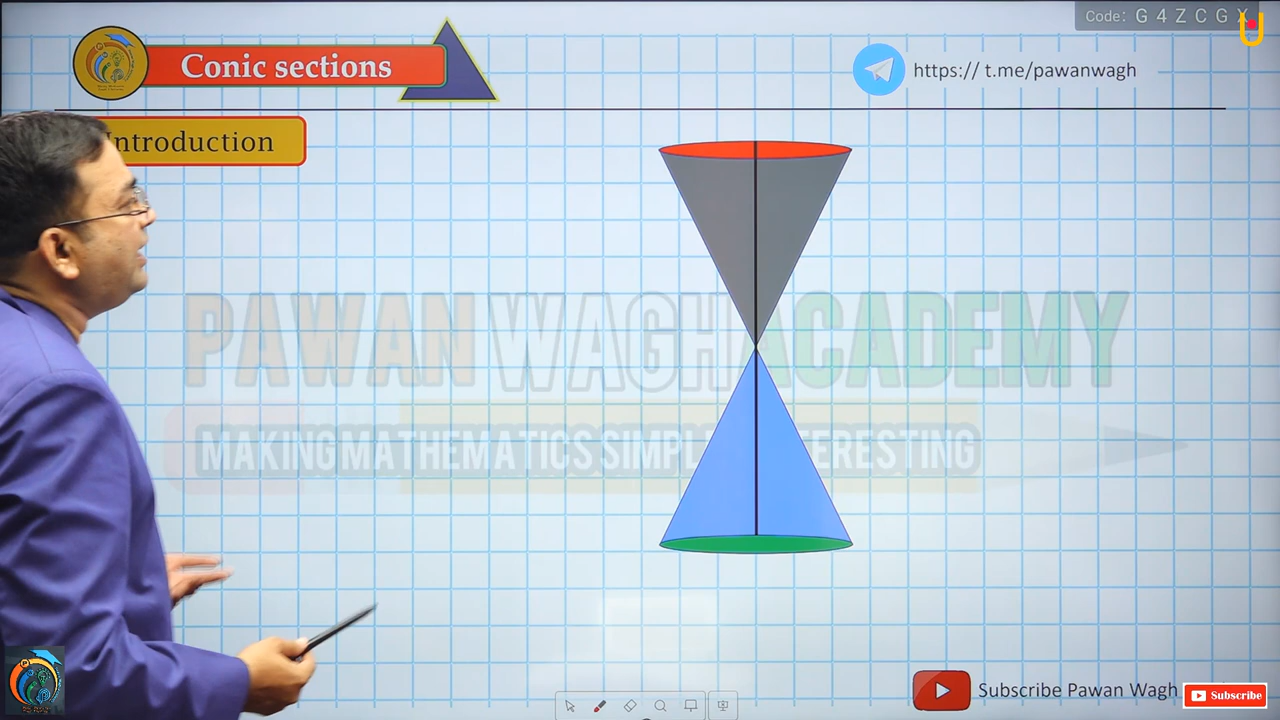 Code: G 4 Z C G X
Conic sections
https:// t.me/pawanwagh
Introduction
PAWAN WAGH ACADEMY
MAKING MATHEMATICS SIMPL ERESTING
Subscribe Pawan Wagh
Subscribe